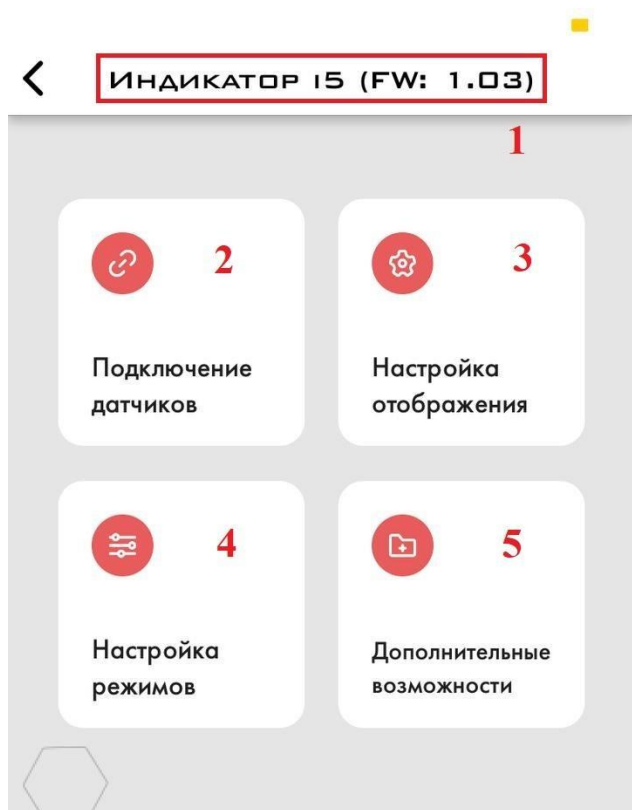 Индикатор i5 (FW: 1.03)
1
2
3
Подключение
датчиков
Настройка
отображения
4
5
Настройка
режимов
Дополнительные
возможности